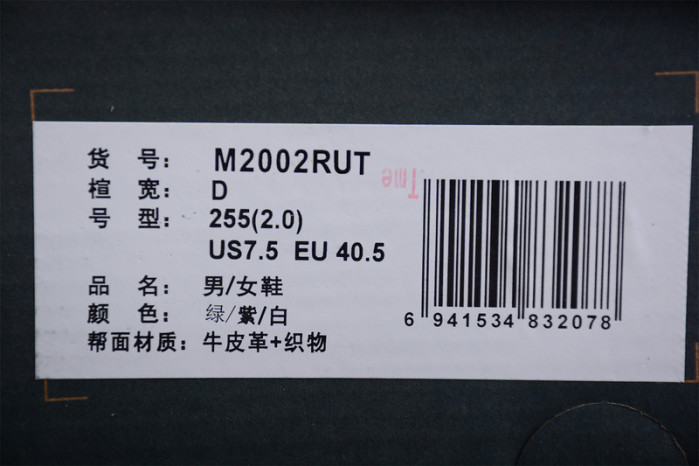 货 号： M2002RUT
楦 宽： D
号 型： 255(2.0)
US7.5 EU 40.5
品 名： 男/女鞋
颜 色： 绿/紫/白
帮面材质： 牛皮革+织物
6 941534 832078